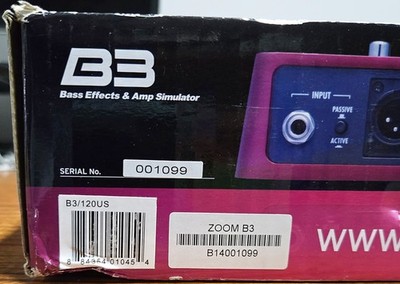 B3
Bass Effects & Amp Simulator
INPUT
PASSIVE
ACTIVE
SERIAL No. 001099
B3/120US
ZOOM B3
B14001099
www.